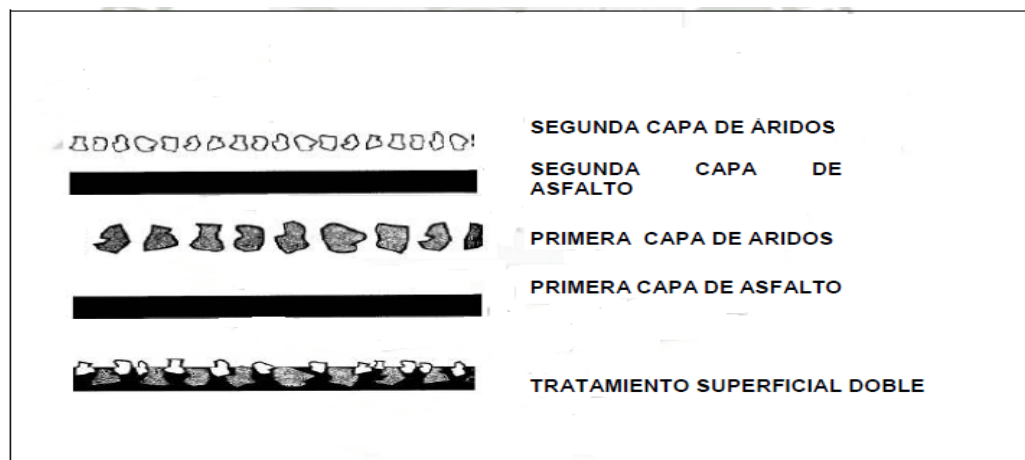 SEGUNDA CAPA DE ÁRIDOS
SEGUNDA CAPA DE
ASFALTO
PRIMERA CAPA DE ARIDOS
PRIMERA CAPA DE ASFALTO
TRATAMIENTO SUPERFICIAL DOBLE